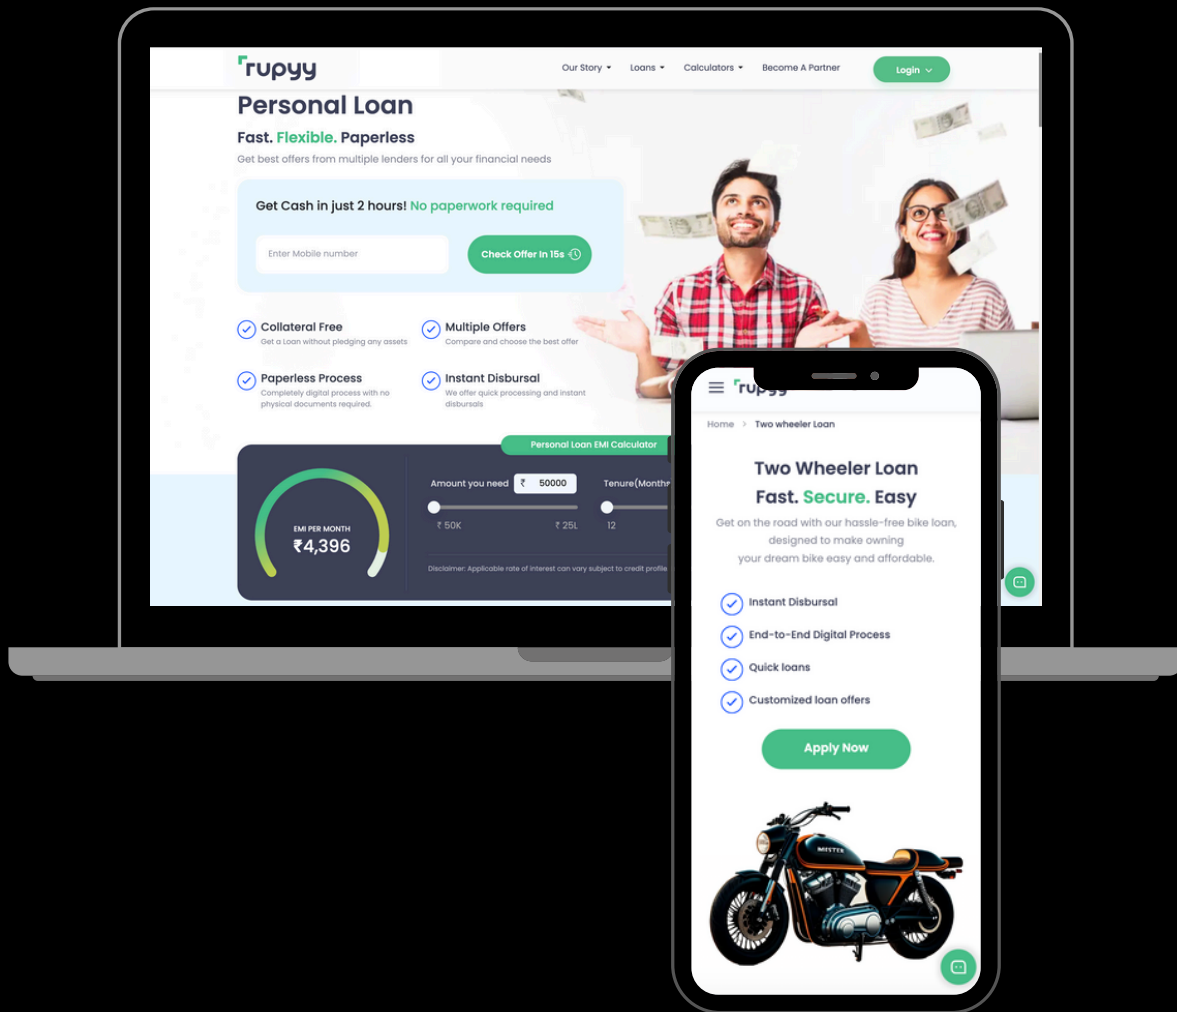 rupyy
Our Story
Loans
Calculators
Become A Partner
Login
Personal Loan
Fast. Flexible. Paperless
Get best offers from multiple lenders for all your financial needs
Get Cash in just 2 hours! No paperwork required
Enter Mobile number
Check Offer In 15s
Collateral Free
Get a Loan without pledging any assets
Multiple Offers
Compare and choose the best offer
Paperless Process
Completely digital process with no
physical documents required.
Instant Disbursal
We offer quick processing and instant
disbursals
Personal Loan EMI Calculator
EMI PER MONTH
₹4,396
Amount you need ₹ 50000
₹ 50K ₹ 25L
Tenure(Months
12
Disclaimer: Applicable rate of interest can vary subject to credit profile
rupyy
Home > Two wheeler Loan
Two Wheeler Loan
Fast. Secure. Easy
Get on the road with our hassle-free bike loan,
designed to make owning
your dream bike easy and affordable.
Instant Disbursal
End-to-End Digital Process
Quick loans
Customized loan offers
Apply Now
MISTER